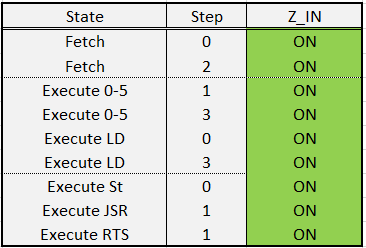 State Step Z_IN
Fetch 0 ON
Fetch 2 ON
Execute 0-5 1 ON
Execute 0-5 3 ON
Execute LD 0 ON
Execute LD 3 ON
Execute St 0 ON
Execute JSR 1 ON
Execute RTS 1 ON